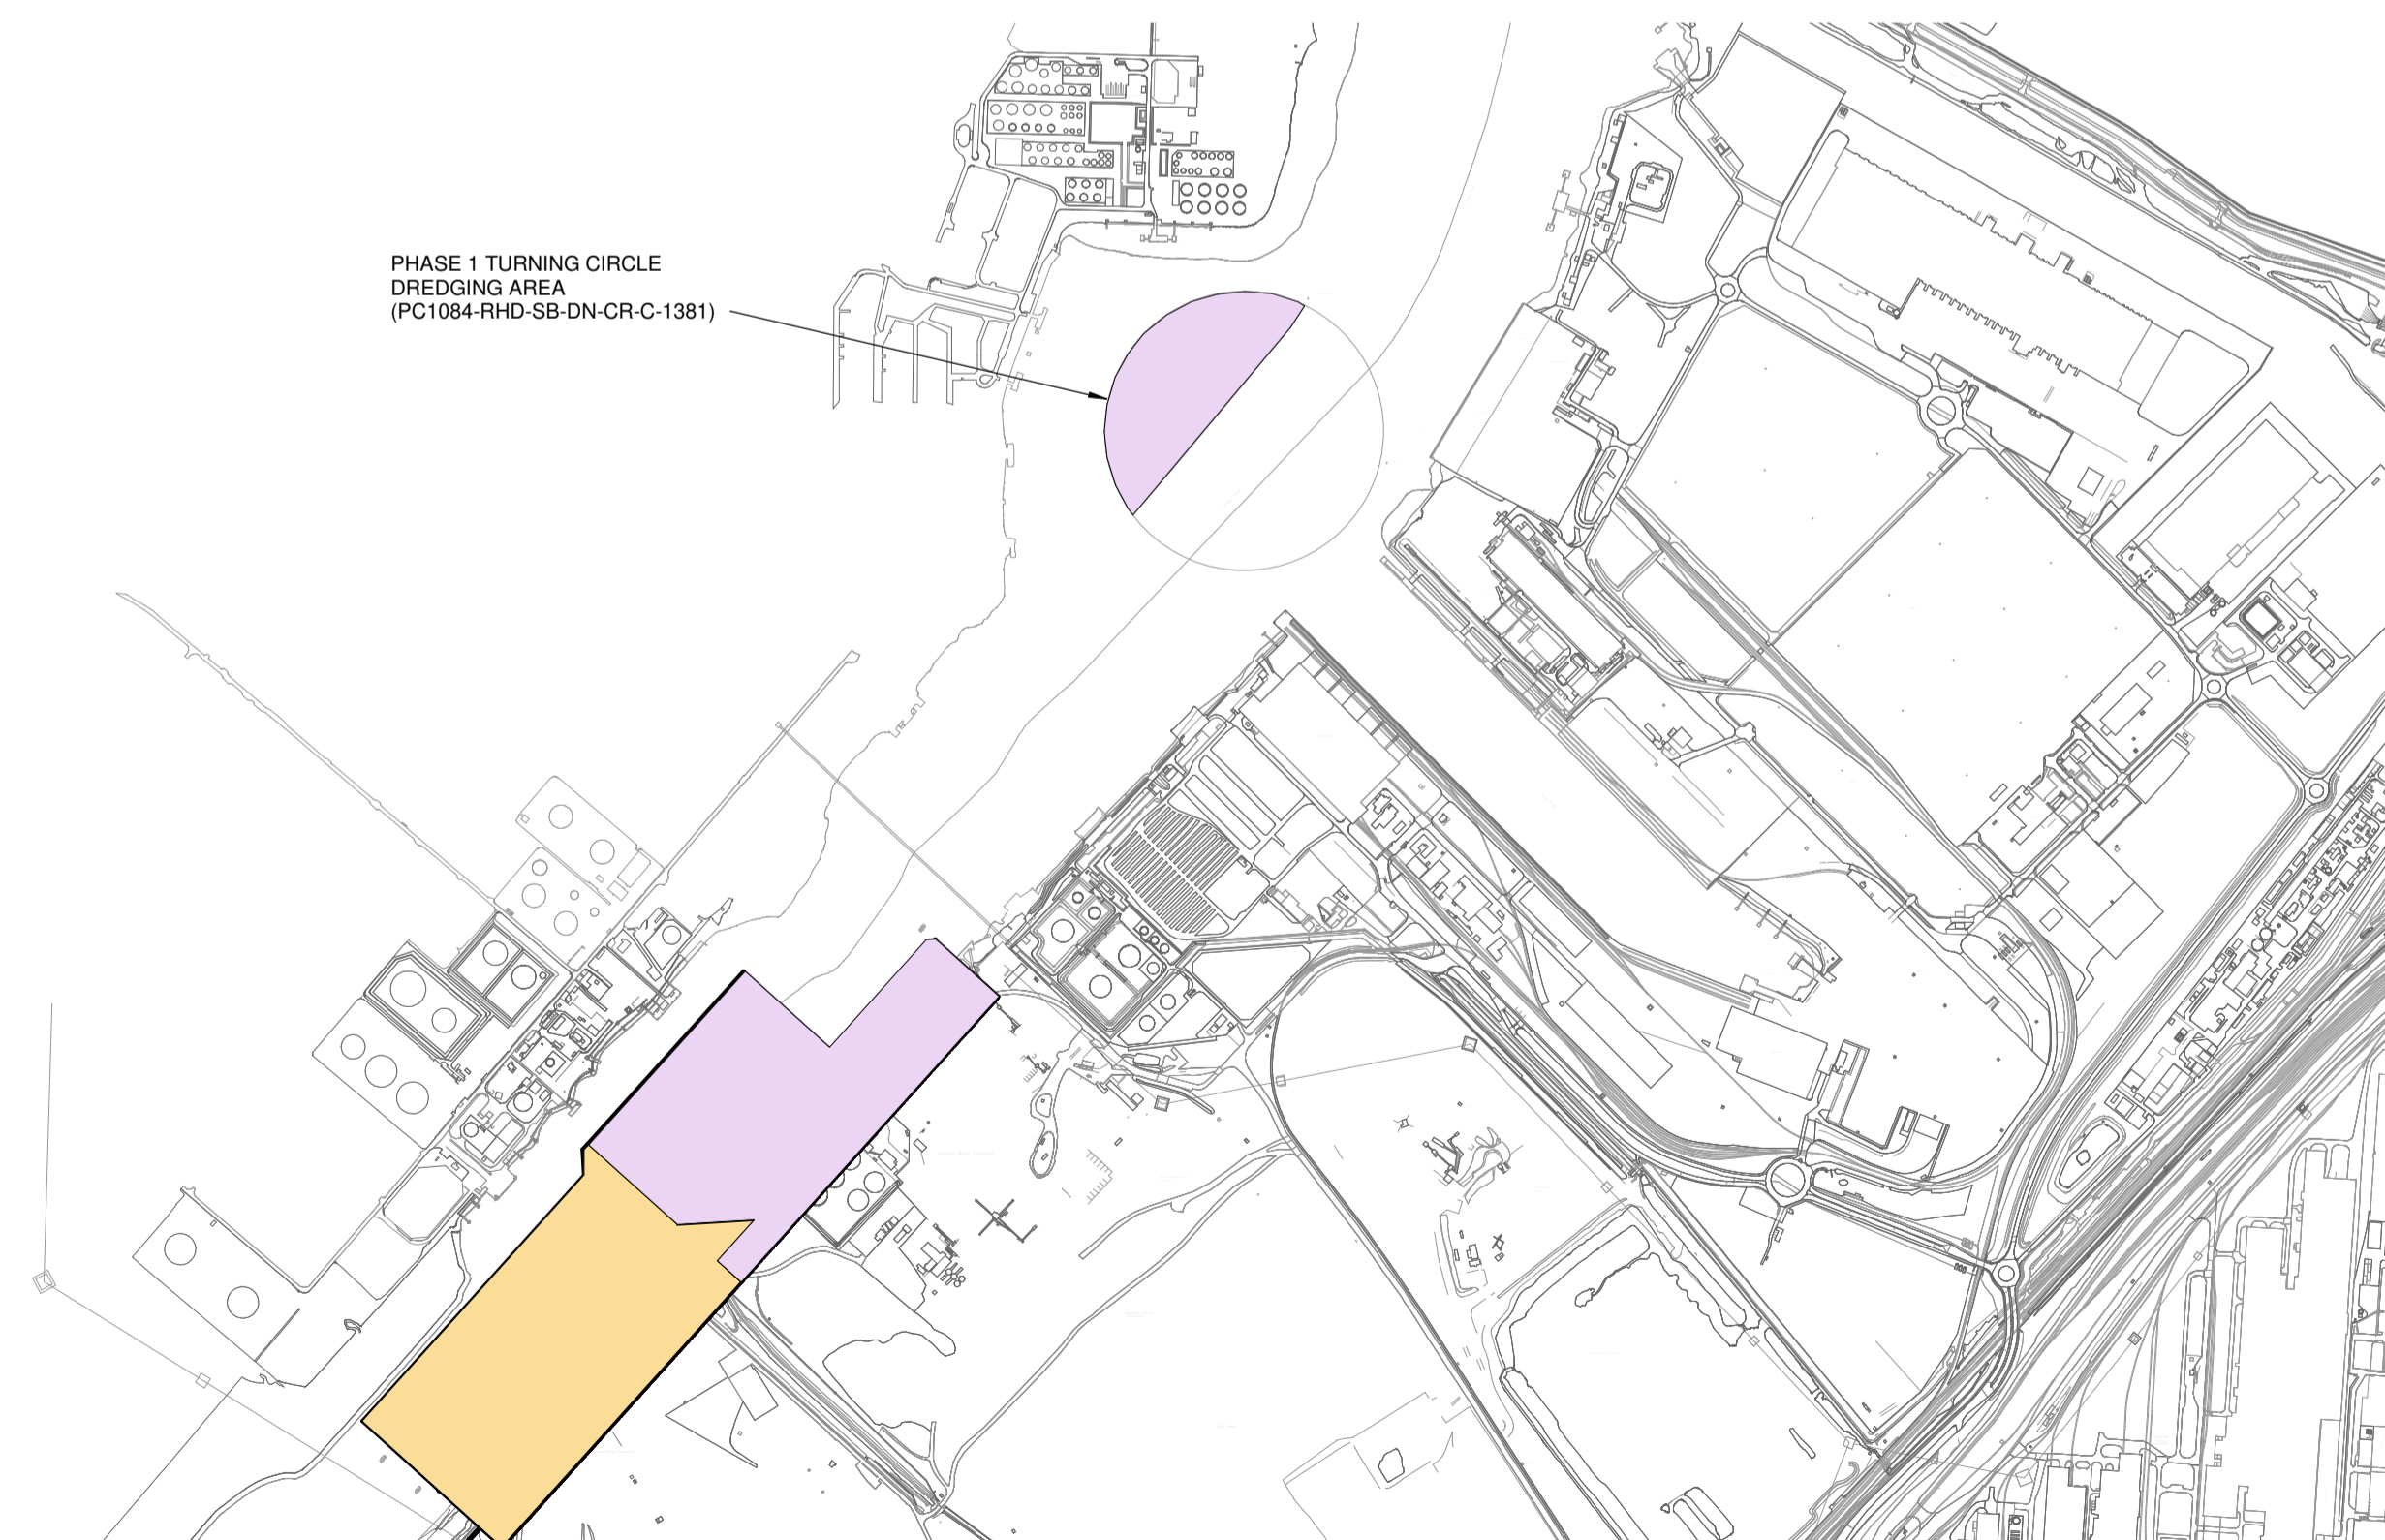 PHASE 1 TURNING CIRCLE
DREDGING AREA
(PC1084-RHD-SB-DN-CR-C-1381)